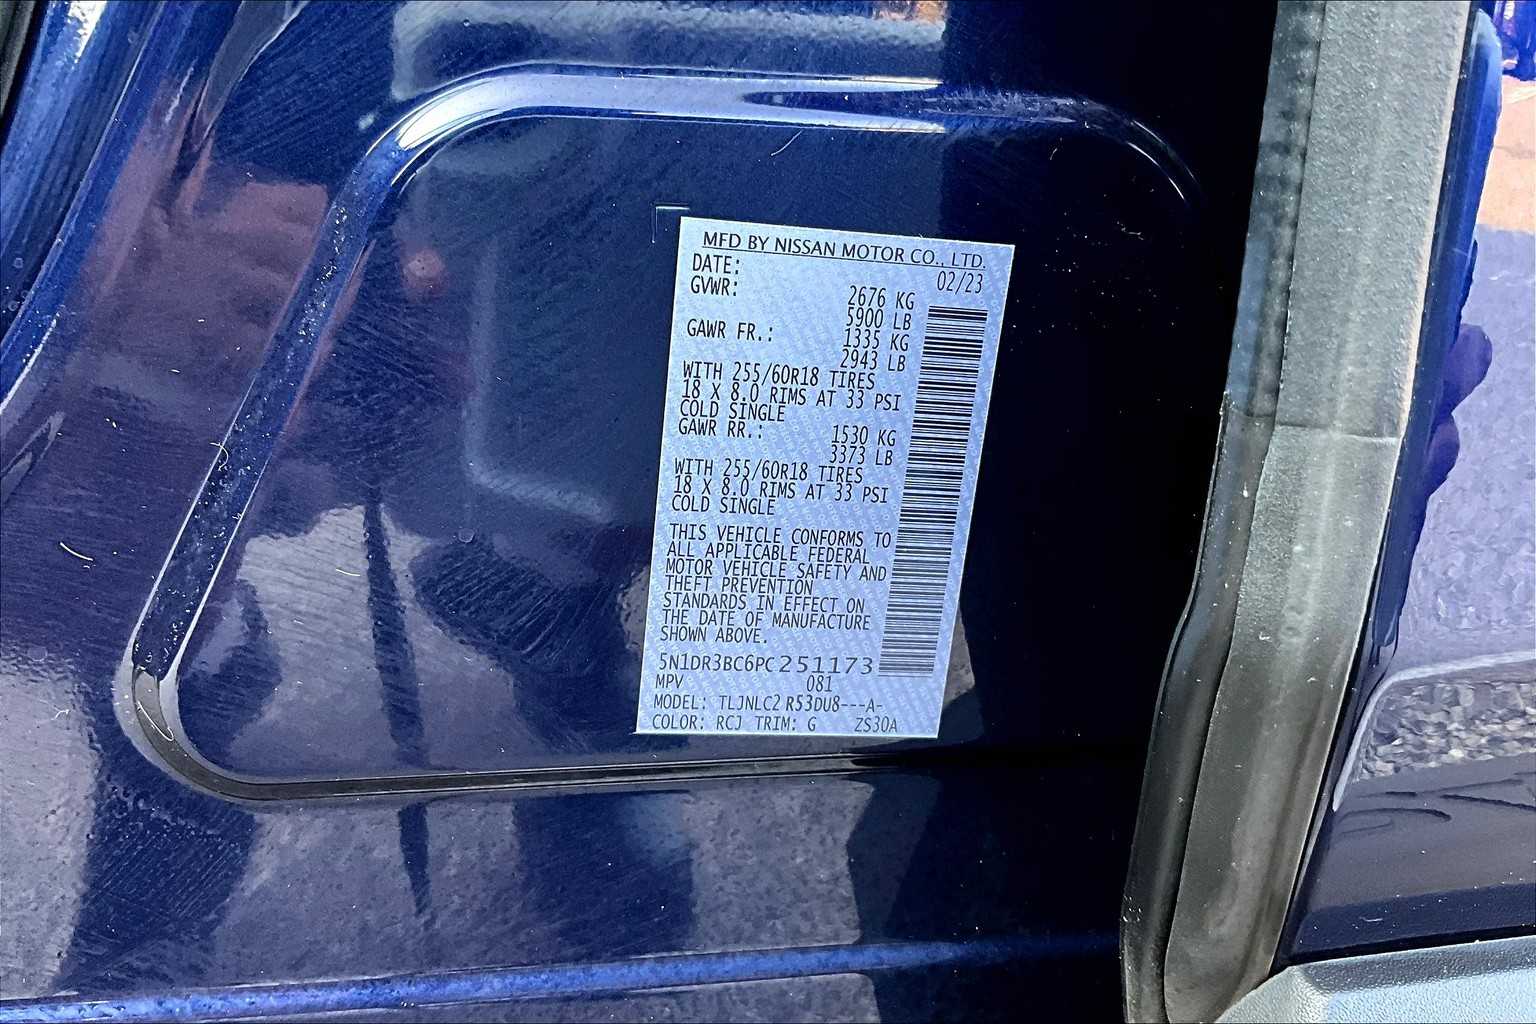 MFD BY NISSAN MOTOR CO., LTD.
DATE: 02/23
GVWR: 2676 KG
5900 LB
GAWR FR.: 1335 KG
2943 LB
WITH 255/60R18 TIRES
18 X 8.0 RIMS AT 33 PSI
COLD SINGLE
GAWR RR.: 1530 KG
3373 LB
WITH 255/60R18 TIRES
18 X 8.0 RIMS AT 33 PSI
COLD SINGLE
THIS VEHICLE CONFORMS TO
ALL APPLICABLE FEDERAL
MOTOR VEHICLE SAFETY AND
THEFT PREVENTION
STANDARDS IN EFFECT ON
THE DATE OF MANUFACTURE
SHOWN ABOVE.
5N1DR3BC6PC251173
MPV 081
MODEL: TLJNLC2 R53DU8---A-
COLOR: RCJ TRIM: G ZS30A